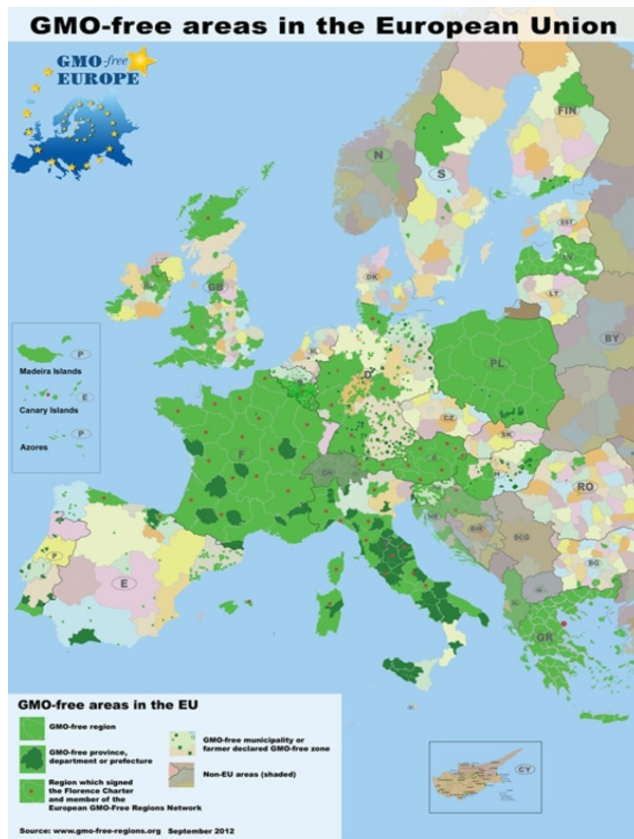 GMO-free areas in the European Union
GMO-free
EUROPE
FIN
N
S
EST
LV
DK
LT
GB
BY
PL
D
P
Madeira Islands
E
Canary Islands
P
Azores
CZ
SK
F
A
CH
H
RO
SCG
BG
P
E
GR
GMO-free areas in the EU
GMO-free region
GMO-free province,
department or prefecture
Region which signed
the Florence Charter
and member of the
European GMO-Free Regions Network
GMO-free municipality or
farmer declared GMO-free zone
Non-EU areas (shaded)
CY
Source: www.gmo-free-regions.org September 2012